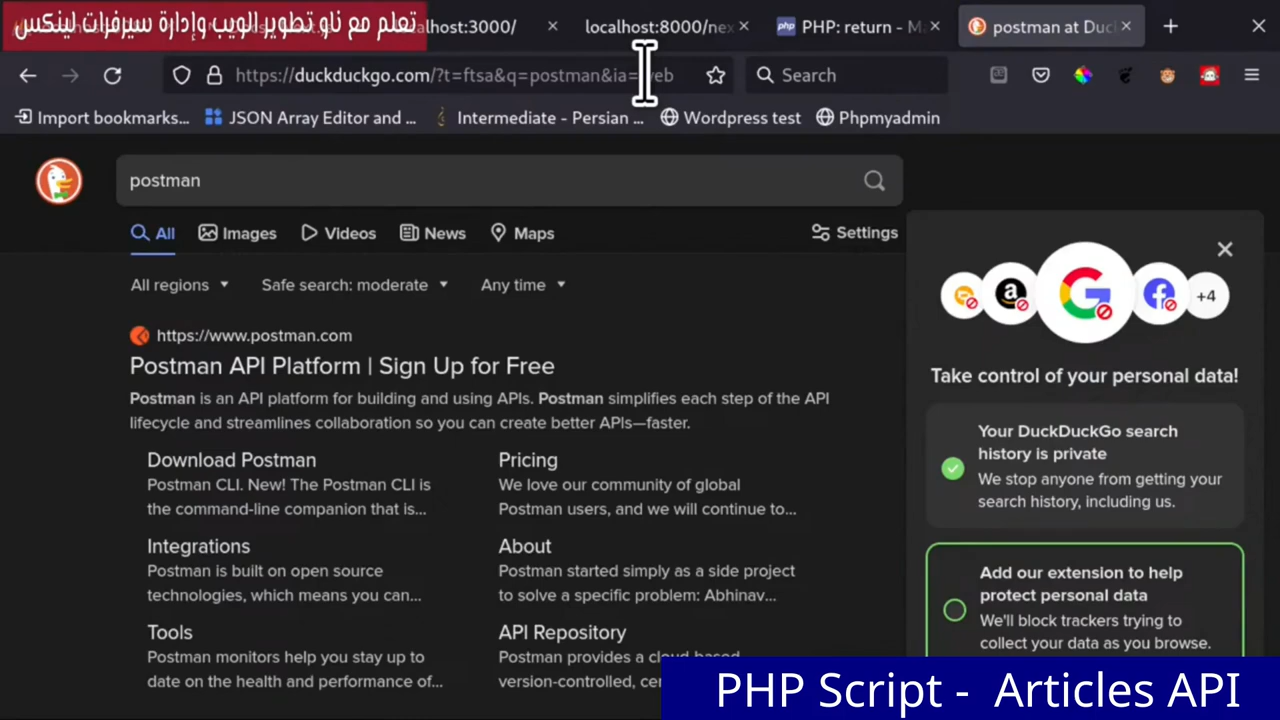 تعلم مع ناو تطوير الويب وإدارة سيرفرات لينكس
localhost:3000/
localhost:8000/nex
PHP: return - M
postman at Duc
https://duckduckgo.com/?t=ftsa&q=postman&ia=web
Search
Import bookmarks...
JSON Array Editor and ...
Intermediate - Persian ...
Wordpress test
Phpmyadmin
postman
All
Images
Videos
News
Maps
Settings
All regions
Safe search: moderate
Any time
+4
https://www.postman.com
Postman API Platform | Sign Up for Free
Postman is an API platform for building and using APIs. Postman simplifies each step of the API
lifecycle and streamlines collaboration so you can create better APIs—faster.
Download Postman
Postman CLI. New! The Postman CLI is
the command-line companion that is...
Pricing
We love our community of global
Postman users, and we will continue to...
Integrations
Postman is built on open source
technologies, which means you can...
About
Postman started simply as a side project
to solve a specific problem: Abhinav...
Tools
Postman monitors help you stay up to
date on the health and performance of...
API Repository
Postman provides a cloud-based,
version-controlled, cer
Take control of your personal data!
Your DuckDuckGo search
history is private
We stop anyone from getting your
search history, including us.
Add our extension to help
protect personal data
We'll block trackers trying to
collect your data as you browse.
PHP Script - Articles API